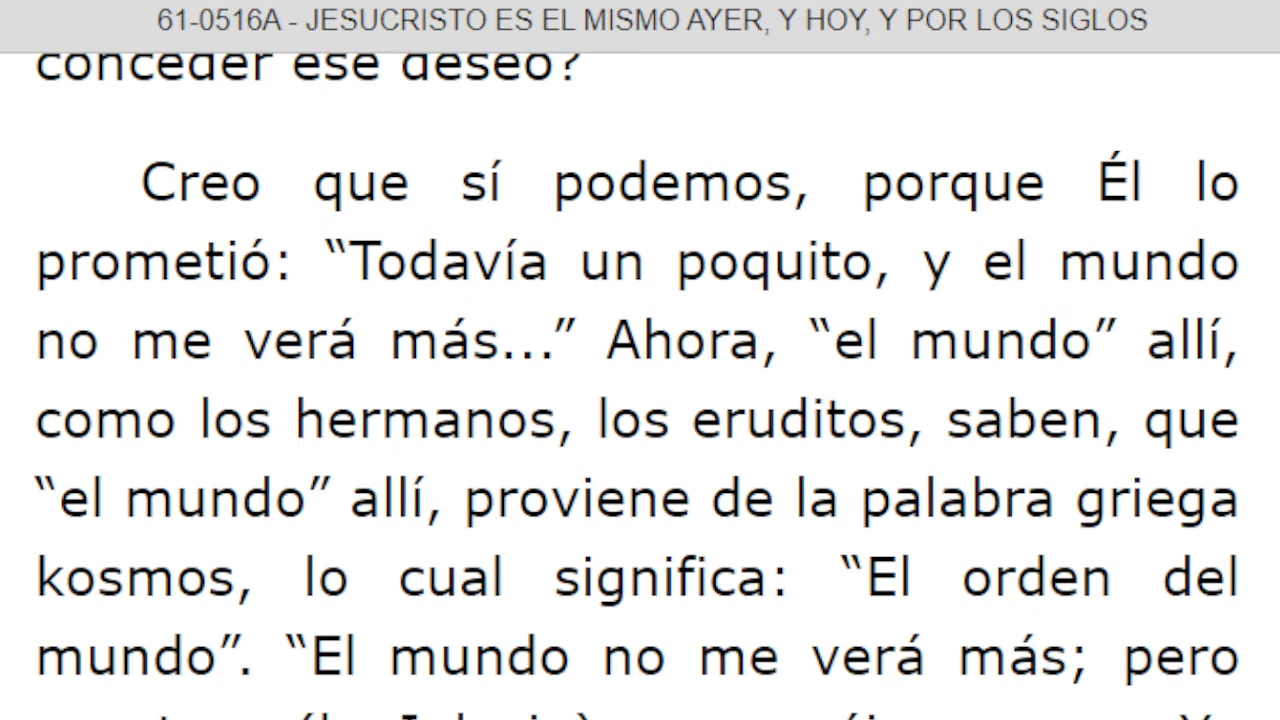 61-0516A - JESUCRISTO ES EL MISMO AYER, Y HOY, Y POR LOS SIGLOS
conceder ese deseo?
Creo que sí podemos, porque Él lo
prometió: “Todavía un poquito, y el mundo
no me verá más...” Ahora, “el mundo” allí,
como los hermanos, los eruditos, saben, que
“el mundo” allí, proviene de la palabra griega
kosmos, lo cual significa: “El orden del
mundo”. “El mundo no me verá más; pero